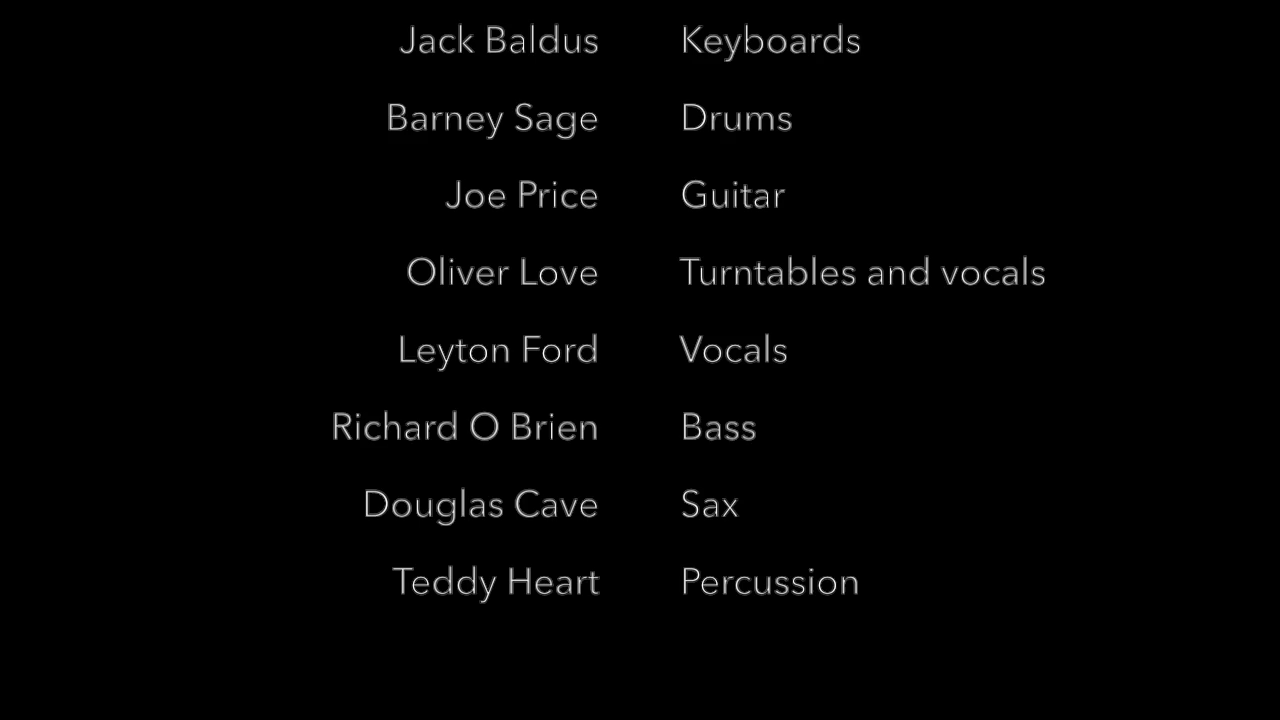 Jack Baldus Keyboards
Barney Sage Drums
Joe Price Guitar
Oliver Love Turntables and vocals
Leyton Ford Vocals
Richard O Brien Bass
Douglas Cave Sax
Teddy Heart Percussion